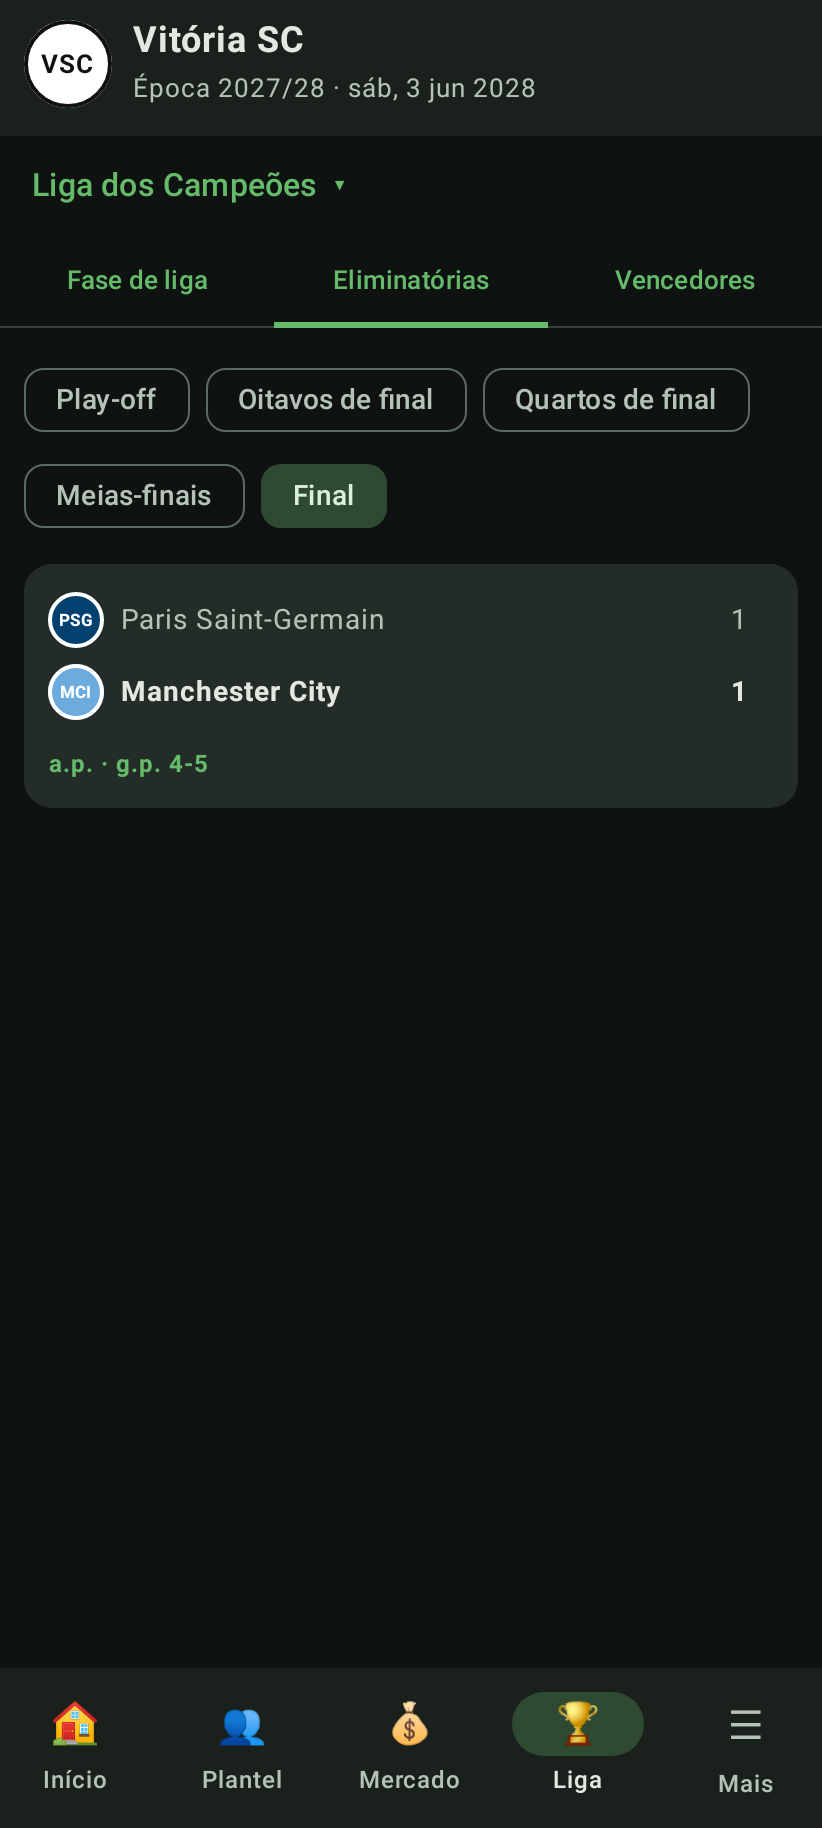 VSC
Vitória SC
Época 2027/28 · sáb, 3 jun 2028
Liga dos Campeões ▾
Fase de liga Eliminatórias Vencedores
Play-off Oitavos de final Quartos de final
Meias-finais Final
PSG Paris Saint-Germain 1
MCI Manchester City 1
a.p. · g.p. 4-5
Início Plantel Mercado Liga Mais